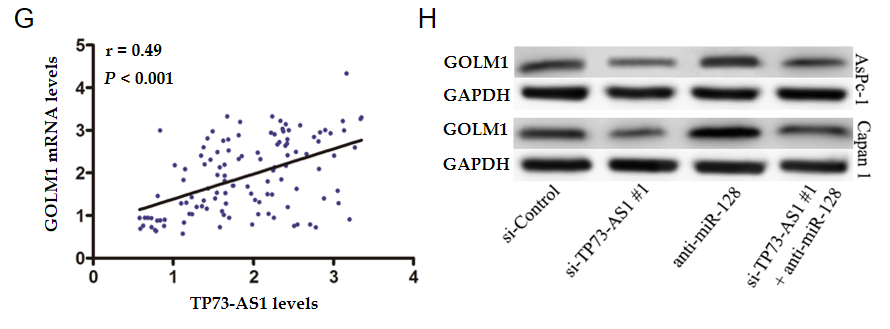 G
r = 0.49
P < 0.001
GOLM1 mRNA levels
5
4
3
2
1
0
0 1 2 3 4
TP73-AS1 levels
H
GOLM1
GAPDH
AsPc-1
GOLM1
GAPDH
Capan 1
si-Control
si-TP73-AS1 #1
anti-miR-128
si-TP73-AS1 #1
+ anti-miR-128